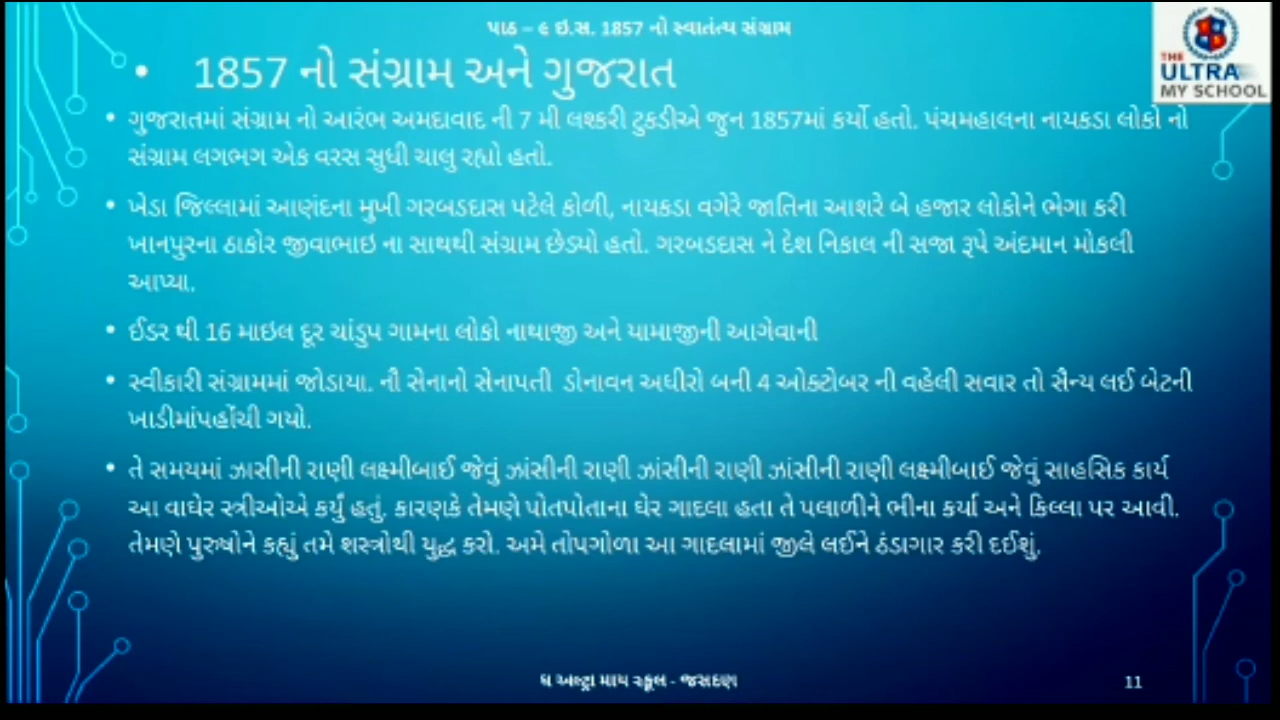 પાઠ – ૯ ઇ.સ. 1857 નો સ્વાતંત્ય સંગ્રામ
THE
ULTRA
MY SCHOOL
• 1857 નો સંગ્રામ અને ગુજરાત
• ગુજરાતમાં સંગ્રામ નો આરંભ અમદાવાદ ની 7 મી લશ્કરી ટુકડીએ જુન 1857માં કર્યો હતો. પંચમહાલના નાયકડા લોકો નો
સંગ્રામ લગભગ એક વરસ સુધી ચાલુ રહ્યો હતો.
• ખેડા જિલ્લામાં આણંદના મુખી ગરબડદાસ પટેલે કોળી, નાયકડા વગેરે જાતિના આશરે બે હજાર લોકોને ભેગા કરી
ખાનપુરના ઠાકોર જીવાભાઇ ના સાથથી સંગ્રામ છેડ્યો હતો. ગરબડદાસ ને દેશ નિકાલ ની સજા રૂપે અંદમાન મોકલી
આપ્યા.
• ઈડર થી 16 માઇલ દૂર ચાંડુપ ગામના લોકો નાથાજી અને યામાજીની આગેવાની
• સ્વીકારી સંગ્રામમાં જોડાયા. નૌ સેનાનો સેનાપતી ડોનાવન અધીરો બની 4 ઓક્ટોબર ની વહેલી સવાર તો સૈન્ય લઈ બેટની
ખાડીમાંપહોંચી ગયો.
• તે સમયમાં ઝાસીની રાણી લક્ષ્મીબાઈ જેવું ઝાંસીની રાણી ઝાંસીની રાણી ઝાંસીની રાણી લક્ષ્મીબાઈ જેવું સાહસિક કાર્ય
આ વાઘેર સ્ત્રીઓએ કર્યું હતું. કારણકે તેમણે પોતપોતાના ઘેર ગાદલા હતા તે પલાળીને ભીના કર્યા અને કિલ્લા પર આવી.
તેમણે પુરુષોને કહ્યું તમે શસ્ત્રોથી યુદ્ધ કરો. અમે તોપગોળા આ ગાદલામાં જીલે લઈને ઠંડાગાર કરી દઈશું.
ધ અલ્ટ્રા માય સ્કૂલ - જસદણ
11